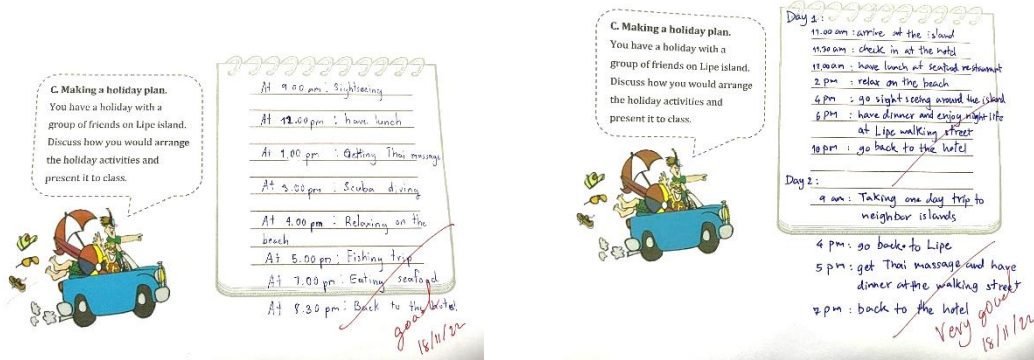 C. Making a holiday plan.
You have a holiday with a
group of friends on Lipe island.
Discuss how you would arrange
the holiday activities and
present it to class.
At 9.00 am : Sightseeing
At 12.00 pm : have lunch
At 1.00 pm : Getting Thai massage
At 3.00 pm : Scuba diving
At 4.00 pm : Relaxing on the
beach
At 5.00 pm : Fishing trip
At 7.00 pm : Eating seafood
At 8.30 pm : Back to the hotel.
good
18/11/22
C. Making a holiday plan.
You have a holiday with a
group of friends on Lipe island.
Discuss how you would arrange
the holiday activities and
present it to class.
Day 1 :
11.00 am : arrive at the island
11.30 am : check in at the hotel
12.00 am : have lunch at seafood restaurant
2 pm : relax on the beach
4 pm : go sightseeing around the island
6 pm : have dinner and enjoy night life
at Lipe walking street
10 pm : go back to the hotel
Day 2 :
9 am : Taking one day trip to
neighbor islands
4 pm : go back to Lipe
5 pm : get Thai massage and have
dinner at the walking street
7 pm : back to the hotel
Very good
18/11/22